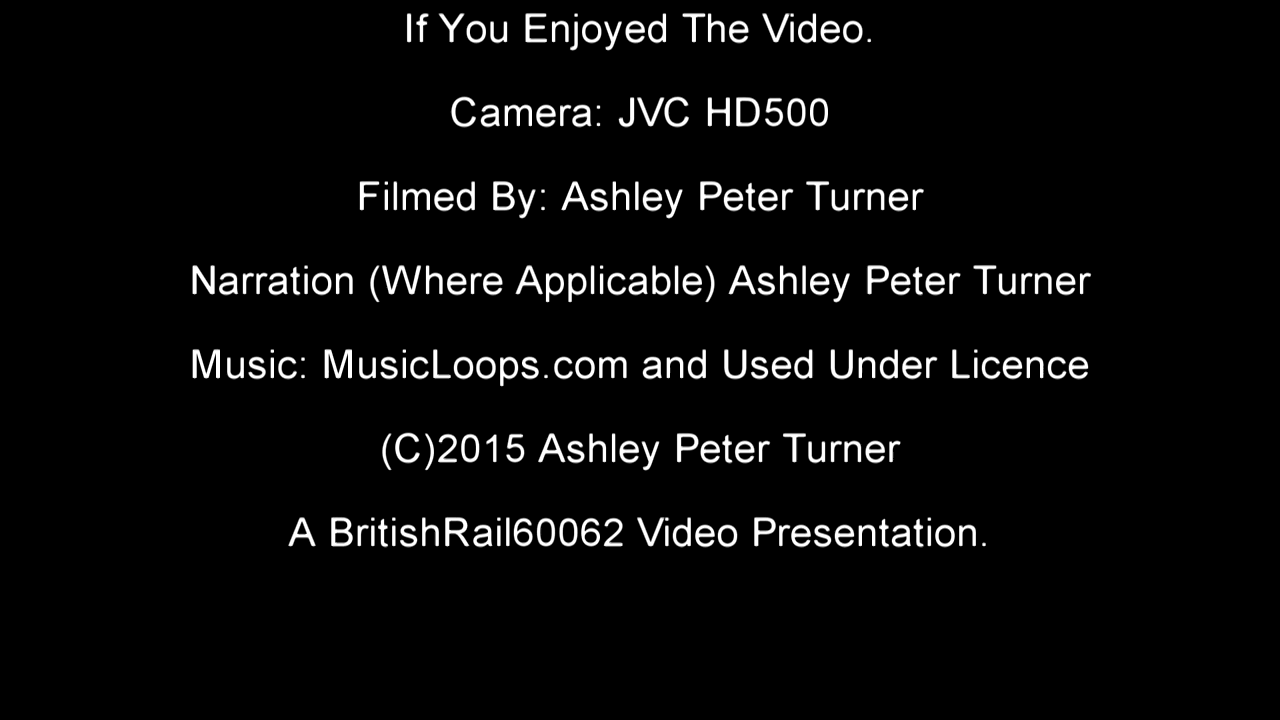 If You Enjoyed The Video.
Camera: JVC HD500
Filmed By: Ashley Peter Turner
Narration (Where Applicable) Ashley Peter Turner
Music: MusicLoops.com and Used Under Licence
(C)2015 Ashley Peter Turner
A BritishRail60062 Video Presentation.